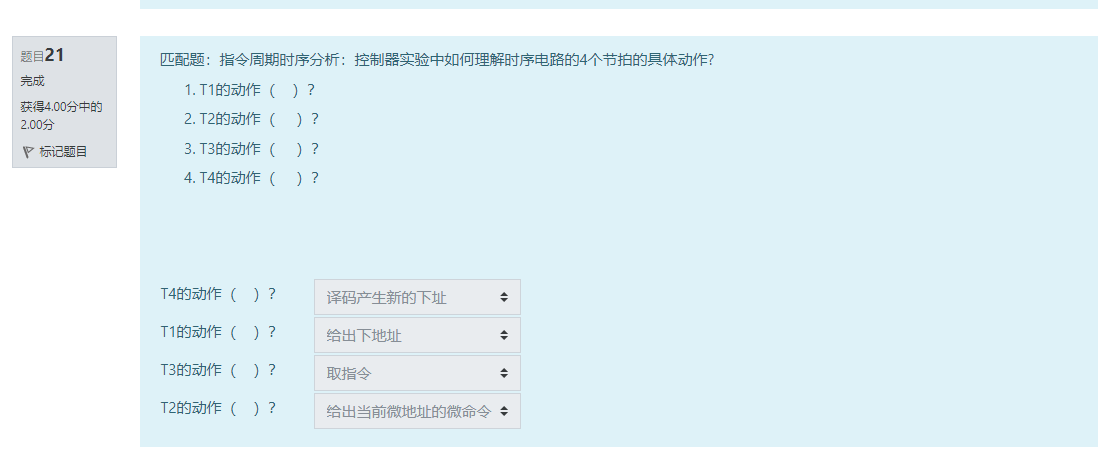 题目21
完成
获得4.00分中的
2.00分
标记题目
匹配题：指令周期时序分析：控制器实验中如何理解时序电路的4个节拍的具体动作?
1. T1的动作（ ）？
2. T2的动作（ ）？
3. T3的动作（ ）？
4. T4的动作（ ）？
T4的动作（ ）？ 译码产生新的下址
T1的动作（ ）？ 给出下地址
T3的动作（ ）？ 取指令
T2的动作（ ）？ 给出当前微地址的微命令